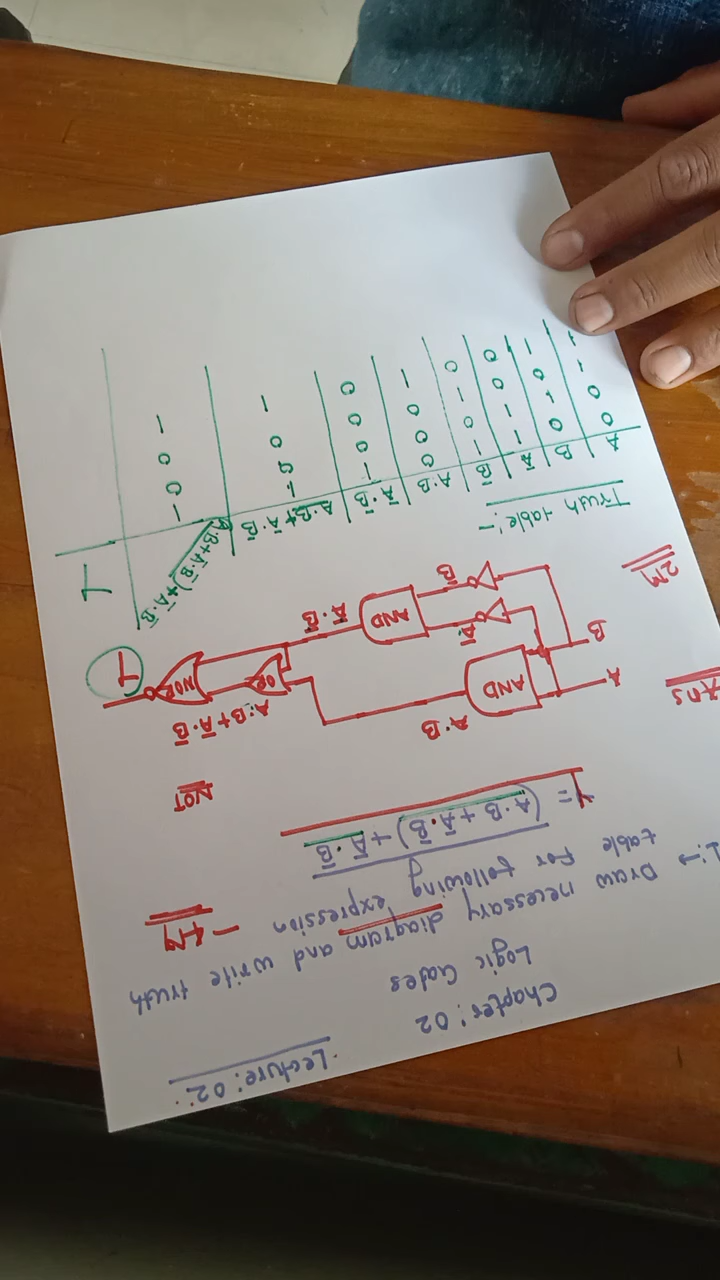 Lecture: 02.
Chapter: 02
Logic Gates
1:→ Draw necessary diagram and write truth
table for following expression — 4M
Y = (A·B + A̅·B̅) + A̅·B̅
NOT
Ans
A
B
AND
A·B
A̅
B̅
AND
A̅·B̅
OR
A·B+A̅·B̅
NOR
Y
2M
Truth table:-
A | B | A̅ | B̅ | A·B | A̅·B̅ | A·B+A̅·B̅ | (A·B+A̅·B̅)+A̅·B̅ | Y
0 | 0 | 1 | 1 | 0 | 1 | 1 | 1
0 | 1 | 1 | 0 | 0 | 0 | 0 | 0
1 | 0 | 0 | 1 | 0 | 0 | 0 | 0
1 | 1 | 0 | 0 | 1 | 0 | 1 | 1